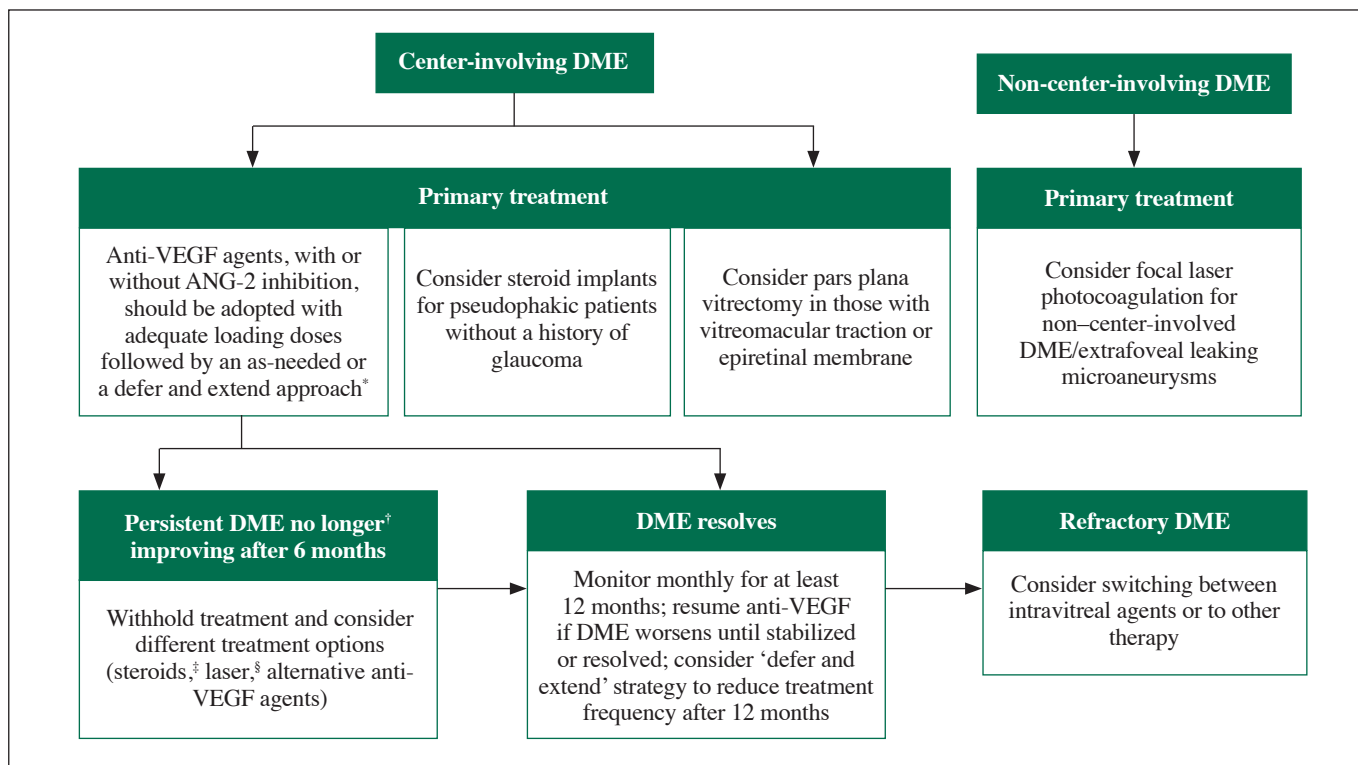 Center-involving DME
Non-center-involving DME
Primary treatment
Anti-VEGF agents, with or
without ANG-2 inhibition,
should be adopted with
adequate loading doses
followed by an as-needed or
a defer and extend approach*
Consider steroid implants
for pseudophakic patients
without a history of
glaucoma
Consider pars plana
vitrectomy in those with
vitreomacular traction or
epiretinal membrane
Primary treatment
Consider focal laser
photocoagulation for
non–center-involved
DME/extrafoveal leaking
microaneurysms
Persistent DME no longer†
improving after 6 months
Withhold treatment and consider
different treatment options
(steroids,‡ laser,§ alternative anti-
VEGF agents)
DME resolves
Monitor monthly for at least
12 months; resume anti-VEGF
if DME worsens until stabilized
or resolved; consider ‘defer and
extend’ strategy to reduce treatment
frequency after 12 months
Refractory DME
Consider switching between
intravitreal agents or to other
therapy